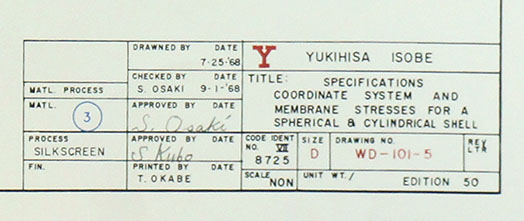 DRAWNED BY DATE
7-25-'68
Y YUKIHISA ISOBE
CHECKED BY DATE
S. OSAKI 9-1-'68
TITLE: SPECIFICATIONS
COORDINATE SYSTEM AND
MEMBRANE STRESSES FOR A
SPHERICAL & CYLINDRICAL SHELL
MATL. PROCESS
MATL.
3
APPROVED BY DATE
S. Osaki
PROCESS
SILKSCREEN
APPROVED BY DATE
S Kubo
CODE IDENT
NO. VII
8725
SIZE
D
DRAWING NO.
WD-101-5
REV
LTR
FIN.
PRINTED BY DATE
T. OKABE
SCALE NON
UNIT WT./
EDITION 50